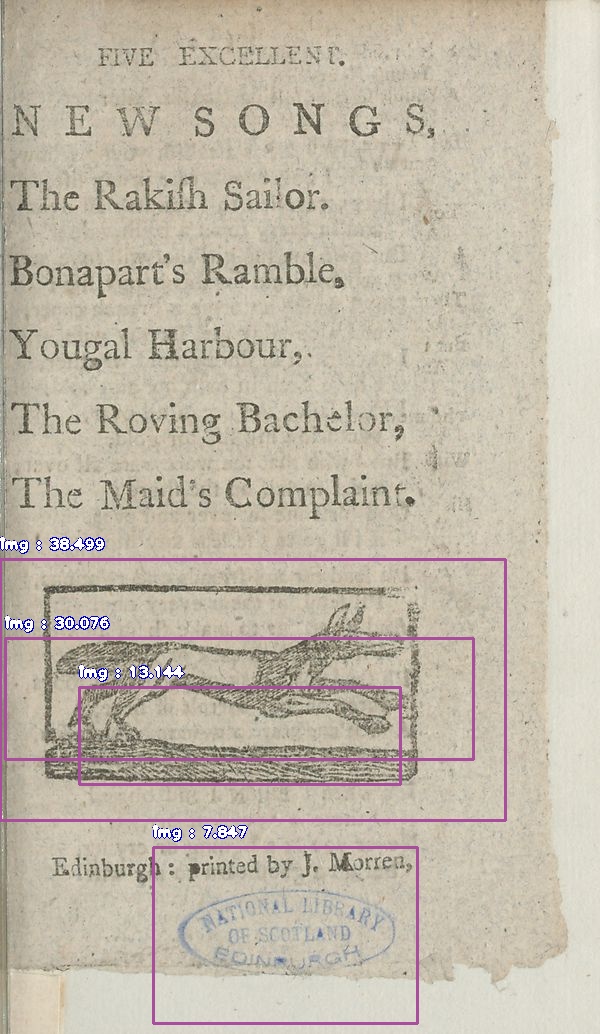 FIVE EXCELLENT.
NEW SONGS,
The Rakiſh Sailor.
Bonapart's Ramble,
Yougal Harbour,.
The Roving Bachelor,
The Maid's Complaint.
img : 38.499
img : 30.076
img : 13.144
img : 7.847
Edinburgh: printed by J. Morren,
NATIONAL LIBRARY
OF SCOTLAND
EDINBURGH